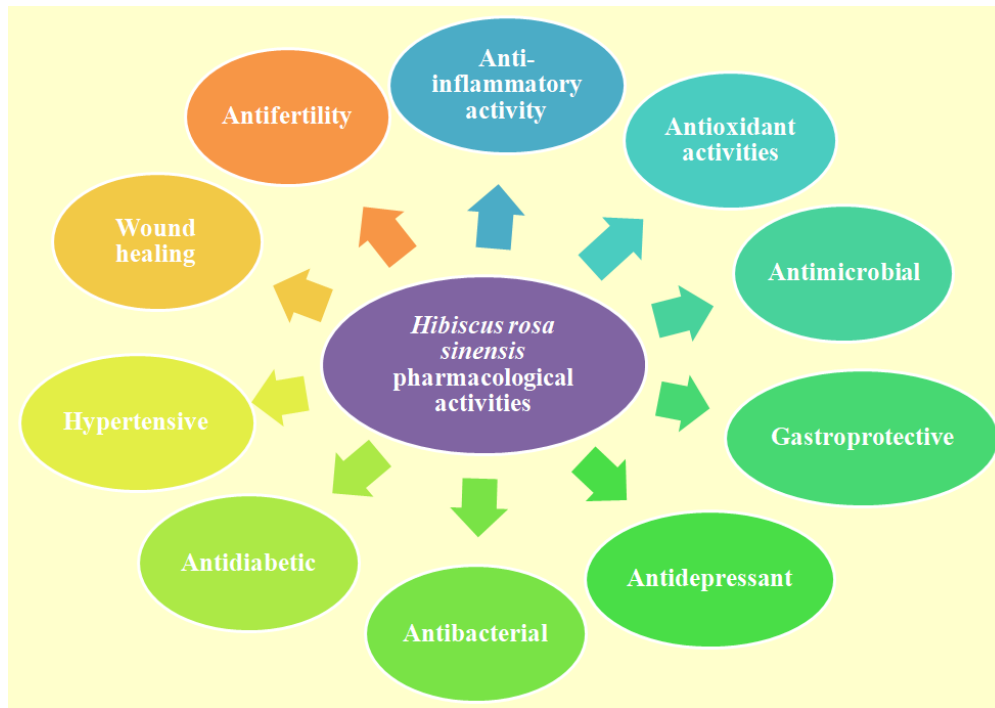 Anti-
inflammatory
activity
Antioxidant
activities
Antimicrobial
Gastroprotective
Antidepressant
Antibacterial
Antidiabetic
Hypertensive
Wound
healing
Antifertility
Hibiscus rosa
sinensis
pharmacological
activities